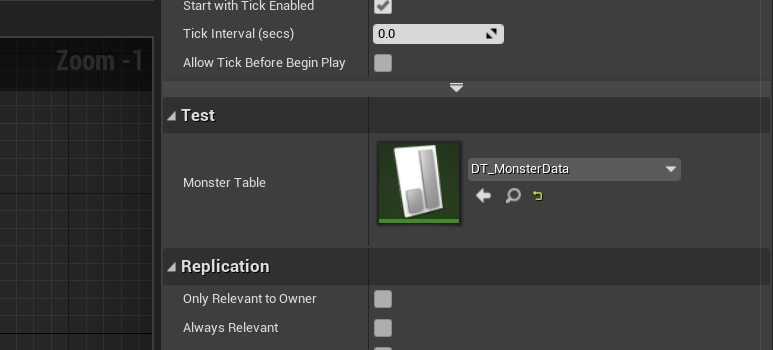 Start with Tick Enabled
Zoom -1
Tick Interval (secs)
0.0
Allow Tick Before Begin Play
Test
Monster Table
DT_MonsterData
Replication
Only Relevant to Owner
Always Relevant